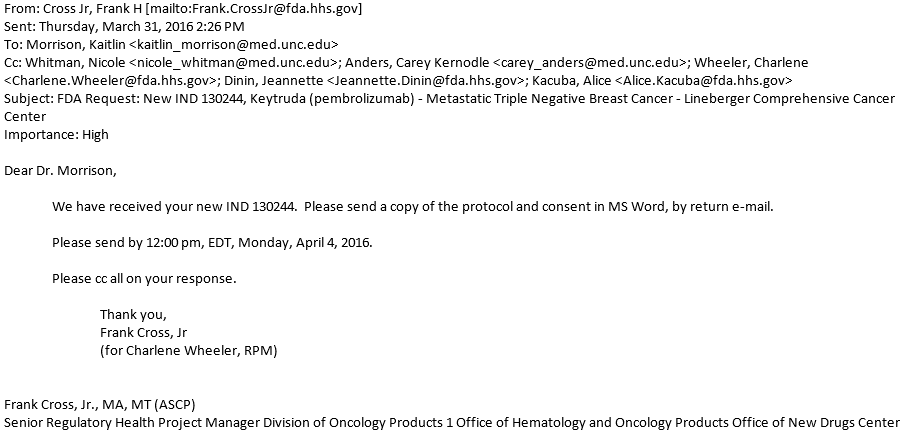 From: Cross Jr, Frank H [mailto:Frank.CrossJr@fda.hhs.gov]
Sent: Thursday, March 31, 2016 2:26 PM
To: Morrison, Kaitlin <kaitlin_morrison@med.unc.edu>
Cc: Whitman, Nicole <nicole_whitman@med.unc.edu>; Anders, Carey Kernodle <carey_anders@med.unc.edu>; Wheeler, Charlene
<Charlene.Wheeler@fda.hhs.gov>; Dinin, Jeannette <Jeannette.Dinin@fda.hhs.gov>; Kacuba, Alice <Alice.Kacuba@fda.hhs.gov>
Subject: FDA Request: New IND 130244, Keytruda (pembrolizumab) - Metastatic Triple Negative Breast Cancer - Lineberger Comprehensive Cancer
Center
Importance: High
Dear Dr. Morrison,
We have received your new IND 130244. Please send a copy of the protocol and consent in MS Word, by return e-mail.
Please send by 12:00 pm, EDT, Monday, April 4, 2016.
Please cc all on your response.
Thank you,
Frank Cross, Jr
(for Charlene Wheeler, RPM)
Frank Cross, Jr., MA, MT (ASCP)
Senior Regulatory Health Project Manager Division of Oncology Products 1 Office of Hematology and Oncology Products Office of New Drugs Center